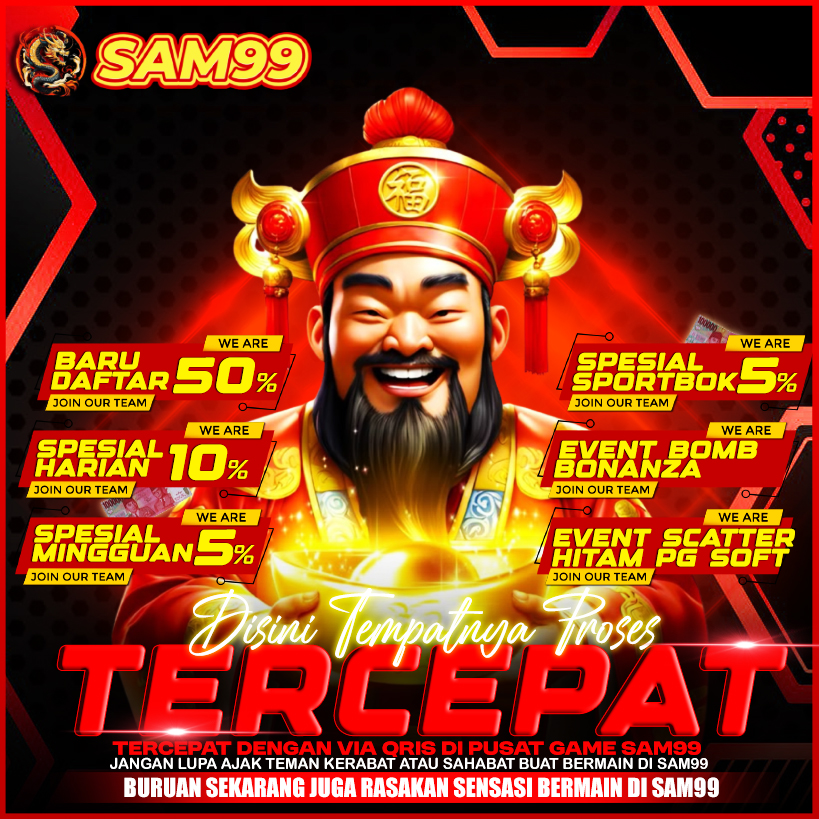 SAM99
福
100000
WE ARE
BARU
DAFTAR 50%
JOIN OUR TEAM
WE ARE
SPESIAL
HARIAN 10%
JOIN OUR TEAM
WE ARE
SPESIAL
MINGGUAN 5%
JOIN OUR TEAM
WE ARE
SPESIAL
SPORTBOK 5%
JOIN OUR TEAM
WE ARE
EVENT BOMB
BONANZA
JOIN OUR TEAM
WE ARE
EVENT SCATTER
HITAM PG SOFT
JOIN OUR TEAM
Disini Tempatnya Proses
TERCEPAT
TERCEPAT DENGAN VIA QRIS DI PUSAT GAME SAM99
JANGAN LUPA AJAK TEMAN KERABAT ATAU SAHABAT BUAT BERMAIN DI SAM99
BURUAN SEKARANG JUGA RASAKAN SENSASI BERMAIN DI SAM99